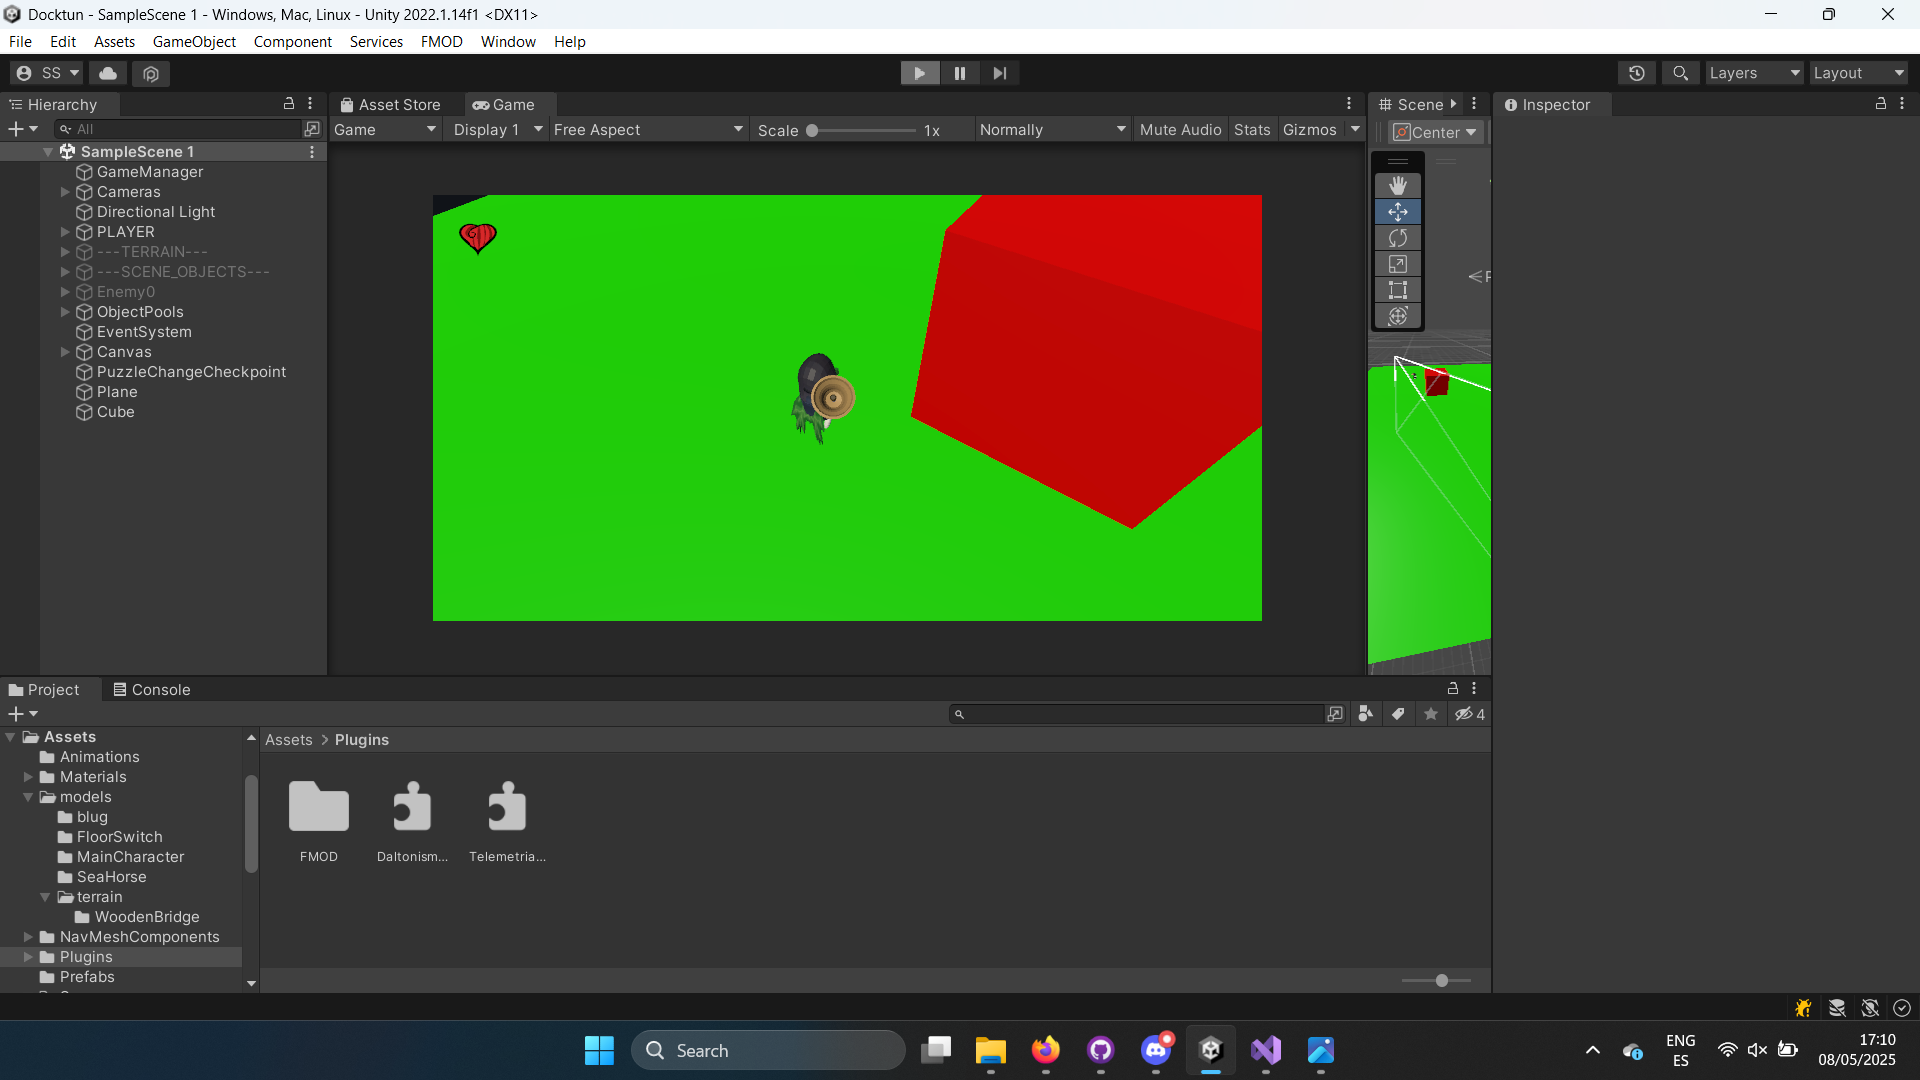 Docktun - SampleScene 1 - Windows, Mac, Linux - Unity 2022.1.14f1 <DX11>
File Edit Assets GameObject Component Services FMOD Window Help
SS Layers Layout
Hierarchy
All
SampleScene 1
GameManager
Cameras
Directional Light
PLAYER
---TERRAIN---
---SCENE_OBJECTS---
Enemy0
ObjectPools
EventSystem
Canvas
PuzzleChangeCheckpoint
Plane
Cube
Asset Store Game
Game Display 1 Free Aspect Scale 1x Normally Mute Audio Stats Gizmos
Scene
Center
Inspector
Project Console
4
Assets
Animations
Materials
models
blug
FloorSwitch
MainCharacter
SeaHorse
terrain
WoodenBridge
NavMeshComponents
Plugins
Prefabs
Assets > Plugins
FMOD Daltonism... Telemetria...
Search
ENG
ES
17:10
08/05/2025